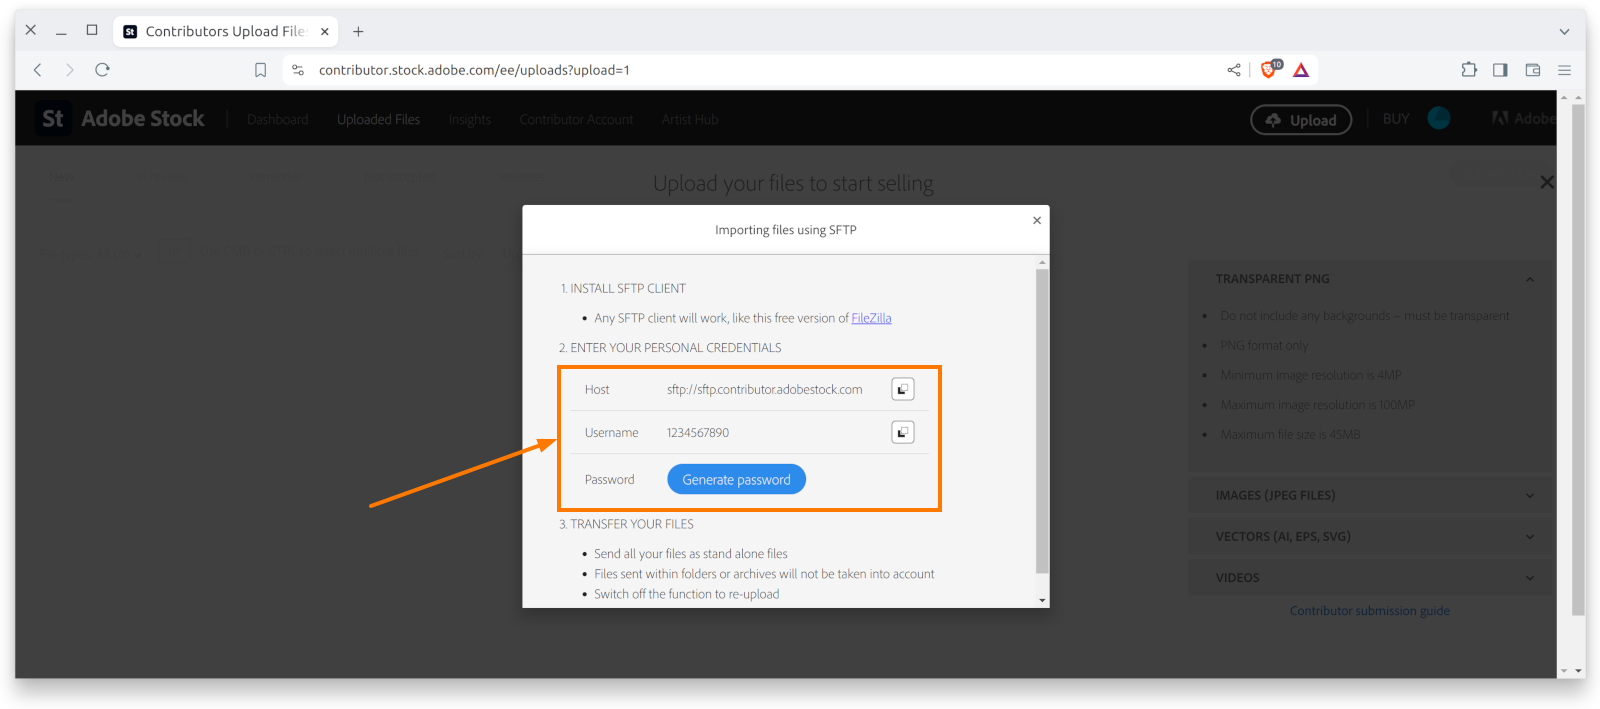 St Contributors Upload File
contributor.stock.adobe.com/ee/uploads?upload=1
10
St Adobe Stock
Dashboard
Uploaded Files
Insights
Contributor Account
Artist Hub
Upload
BUY
Adobe
New
Upload your files to start selling
Importing files using SFTP
1. INSTALL SFTP CLIENT
• Any SFTP client will work, like this free version of FileZilla
2. ENTER YOUR PERSONAL CREDENTIALS
Host sftp://sftp.contributor.adobestock.com
Username 1234567890
Password Generate password
3. TRANSFER YOUR FILES
• Send all your files as stand alone files
• Files sent within folders or archives will not be taken into account
• Switch off the function to re-upload
TRANSPARENT PNG
• Do not include any backgrounds – must be transparent
• PNG format only
• Minimum image resolution is 4MP
• Maximum image resolution is 100MP
• Maximum file size is 45MB
IMAGES (JPEG FILES)
VECTORS (AI, EPS, SVG)
VIDEOS
Contributor submission guide